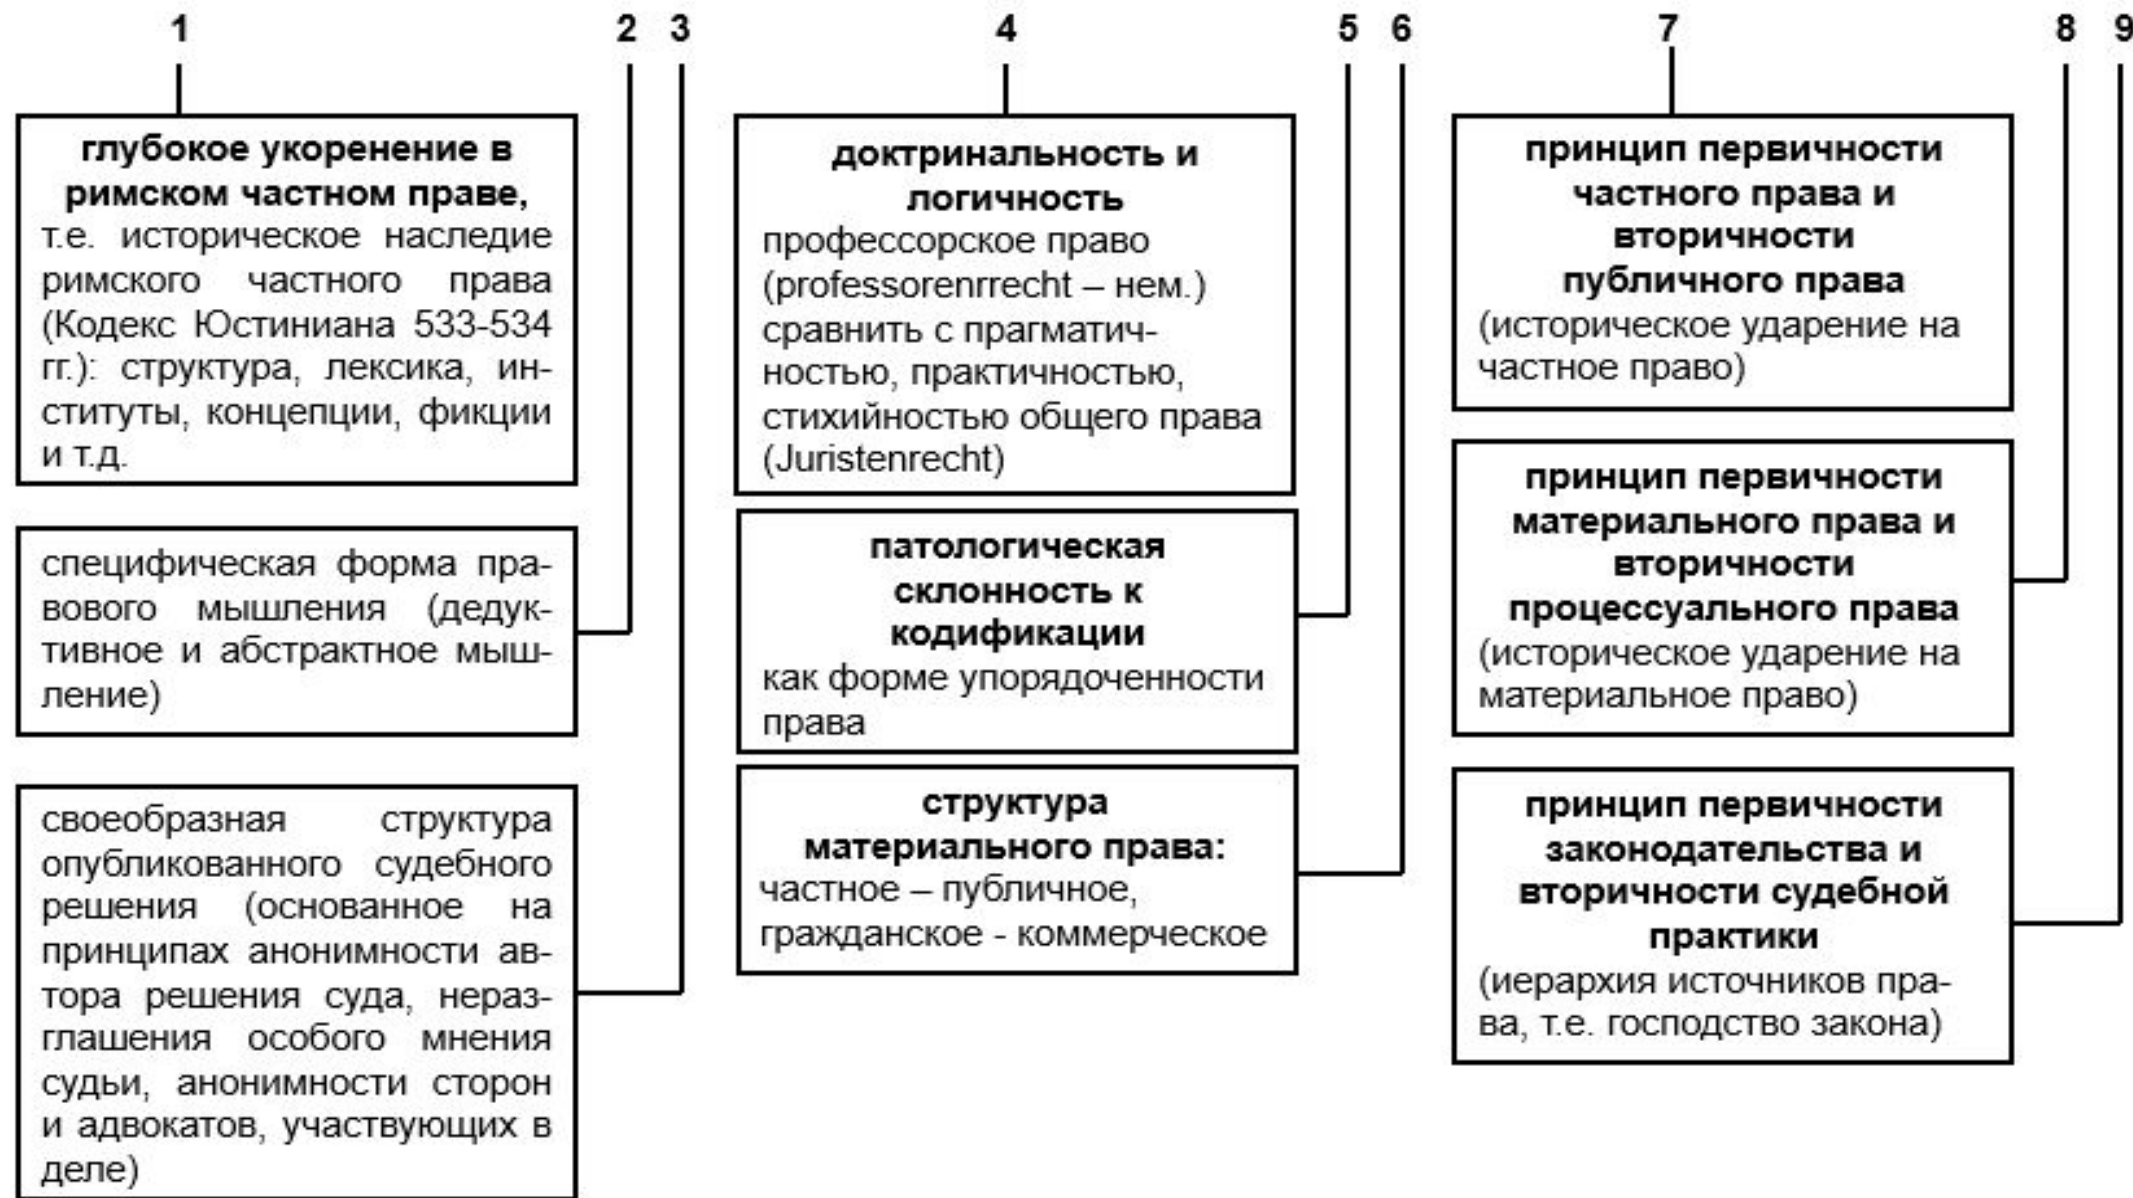 1 2 3 4 5 6 7 8 9
глубокое укоренение в
римском частном праве,
т.е. историческое наследие
римского частного права
(Кодекс Юстиниана 533-534
гг.): структура, лексика, ин-
ституты, концепции, фикции
и т.д.
специфическая форма пра-
вового мышления (дедук-
тивное и абстрактное мыш-
ление)
своеобразная структура
опубликованного судебного
решения (основанное на
принципах анонимности ав-
тора решения суда, нераз-
глашения особого мнения
судьи, анонимности сторон
и адвокатов, участвующих в
деле)
доктринальность и
логичность
профессорское право
(professorenrrecht – нем.)
сравнить с прагматич-
ностью, практичностью,
стихийностью общего права
(Juristenrecht)
патологическая
склонность к
кодификации
как форме упорядоченности
права
структура
материального права:
частное – публичное,
гражданское - коммерческое
принцип первичности
частного права и
вторичности
публичного права
(историческое ударение на
частное право)
принцип первичности
материального права и
вторичности
процессуального права
(историческое ударение на
материальное право)
принцип первичности
законодательства и
вторичности судебной
практики
(иерархия источников пра-
ва, т.е. господство закона)